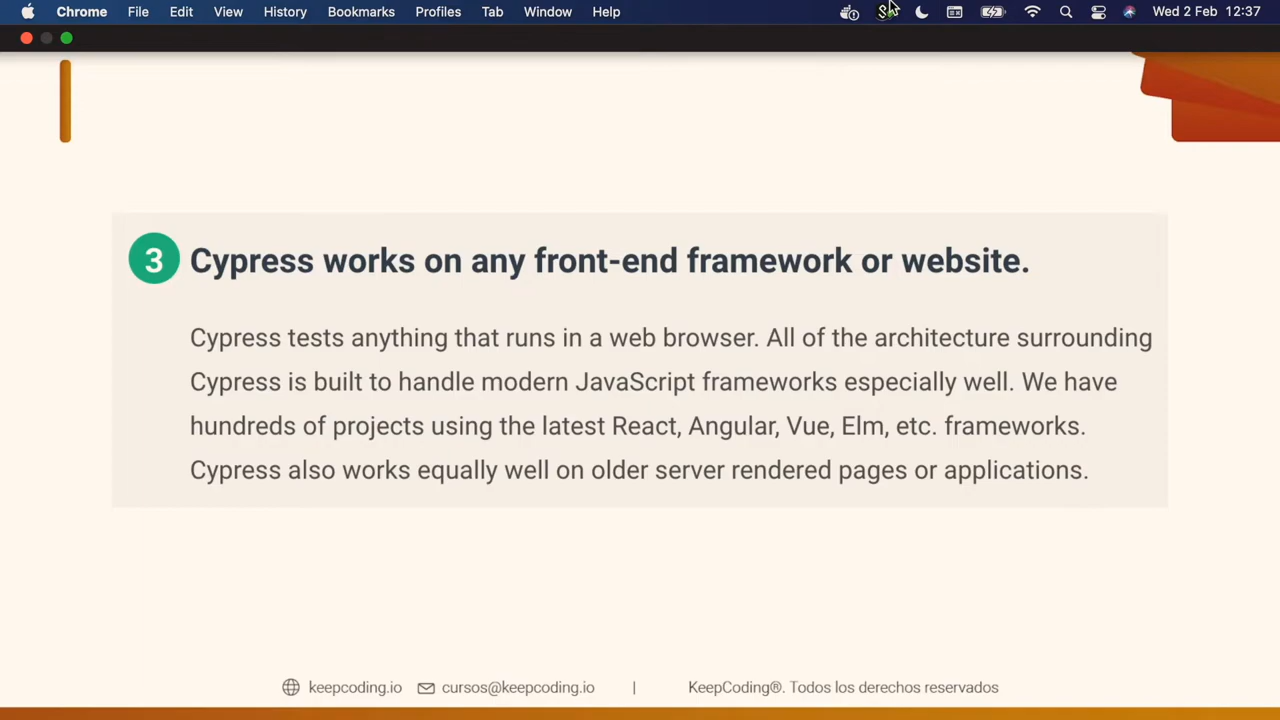 Chrome File Edit View History Bookmarks Profiles Tab Window Help Wed 2 Feb 12:37
3 Cypress works on any front-end framework or website.
Cypress tests anything that runs in a web browser. All of the architecture surrounding
Cypress is built to handle modern JavaScript frameworks especially well. We have
hundreds of projects using the latest React, Angular, Vue, Elm, etc. frameworks.
Cypress also works equally well on older server rendered pages or applications.
keepcoding.io cursos@keepcoding.io | KeepCoding®. Todos los derechos reservados